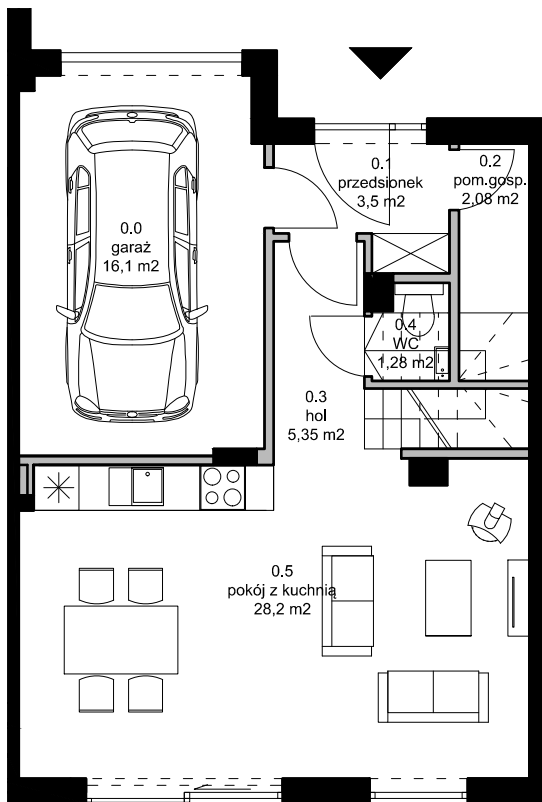 0.1
przedsionek
3,5 m2
0.2
pom.gosp.
2,08 m2
0.0
garaż
16,1 m2
0.4
WC
1,28 m2
0.3
hol
5,35 m2
0.5
pokój z kuchnią
28,2 m2